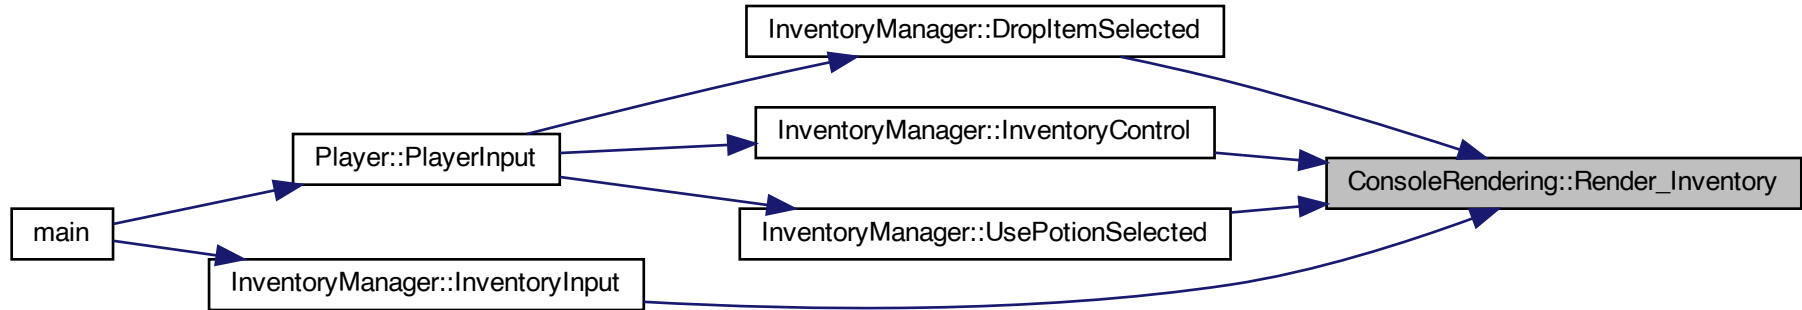 InventoryManager::DropItemSelected
InventoryManager::InventoryControl
Player::PlayerInput
ConsoleRendering::Render_Inventory
main
InventoryManager::UsePotionSelected
InventoryManager::InventoryInput